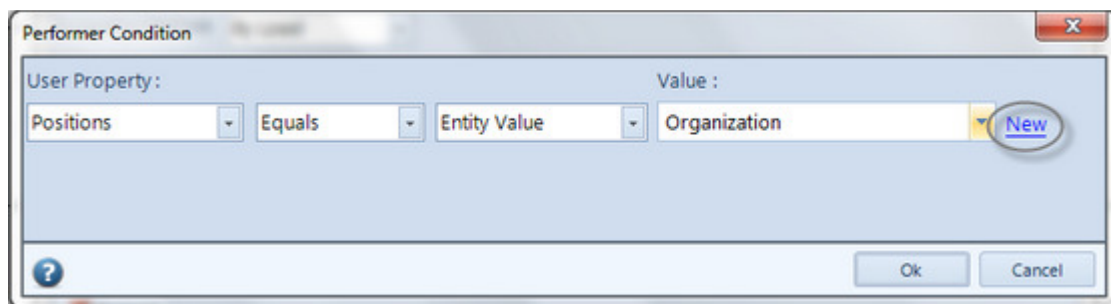 Performer Condition
User Property : Value :
Positions Equals Entity Value Organization New
Ok Cancel